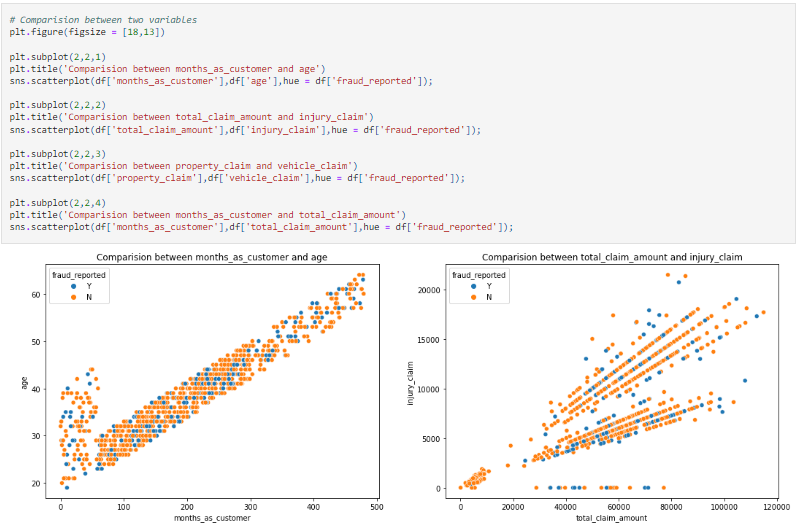 # Comparision between two variables
plt.figure(figsize = [18,13])
plt.subplot(2,2,1)
plt.title('Comparision between months_as_customer and age')
sns.scatterplot(df['months_as_customer'],df['age'],hue = df['fraud_reported']);
plt.subplot(2,2,2)
plt.title('Comparision between total_claim_amount and injury_claim')
sns.scatterplot(df['total_claim_amount'],df['injury_claim'],hue = df['fraud_reported']);
plt.subplot(2,2,3)
plt.title('Comparision between property_claim and vehicle_claim')
sns.scatterplot(df['property_claim'],df['vehicle_claim'],hue = df['fraud_reported']);
plt.subplot(2,2,4)
plt.title('Comparision between months_as_customer and total_claim_amount')
sns.scatterplot(df['months_as_customer'],df['total_claim_amount'],hue = df['fraud_reported']);
Comparision between months_as_customer and age
fraud_reported
Y
N
60
50
40
30
20
age
0 100 200 300 400 500
months_as_customer
Comparision between total_claim_amount and injury_claim
fraud_reported
Y
N
20000
15000
10000
5000
0
injury_claim
0 20000 40000 60000 80000 100000 120000
total_claim_amount